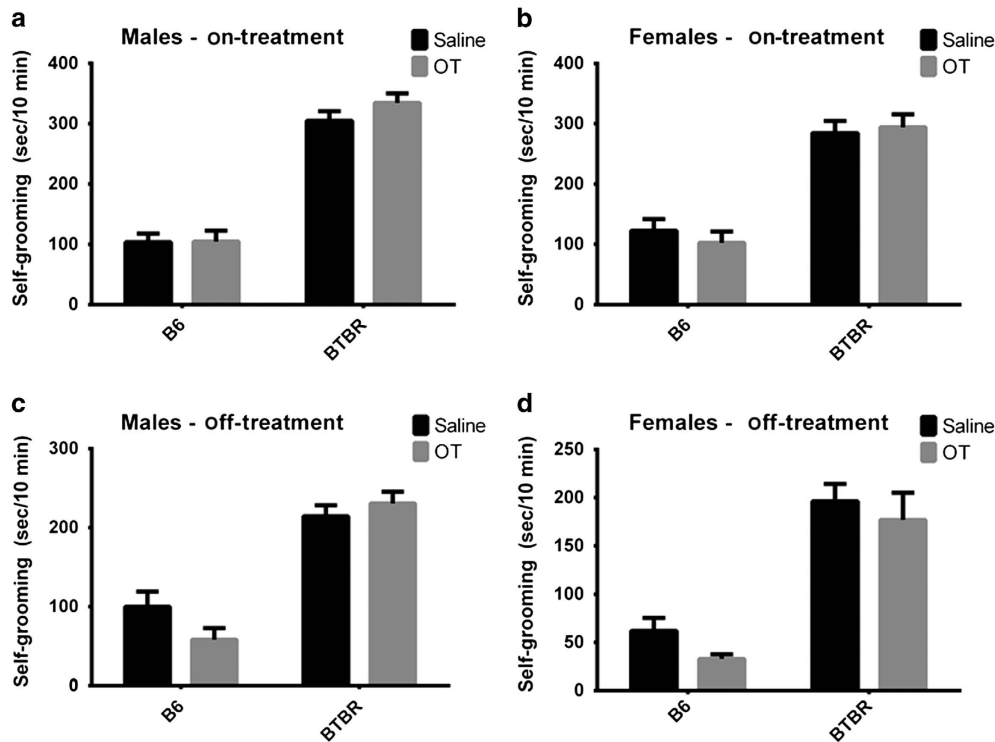 a
Males - on-treatment
Saline
OT
Self-grooming (sec/10 min)
400
300
200
100
0
B6
BTBR
b
Females - on-treatment
Saline
OT
Self-grooming (sec/10 min)
400
300
200
100
0
B6
BTBR
c
Males - off-treatment
Saline
OT
Self-grooming (sec/10 min)
300
200
100
0
B6
BTBR
d
Females - off-treatment
Saline
OT
Self-grooming (sec/10 min)
250
200
150
100
50
0
B6
BTBR